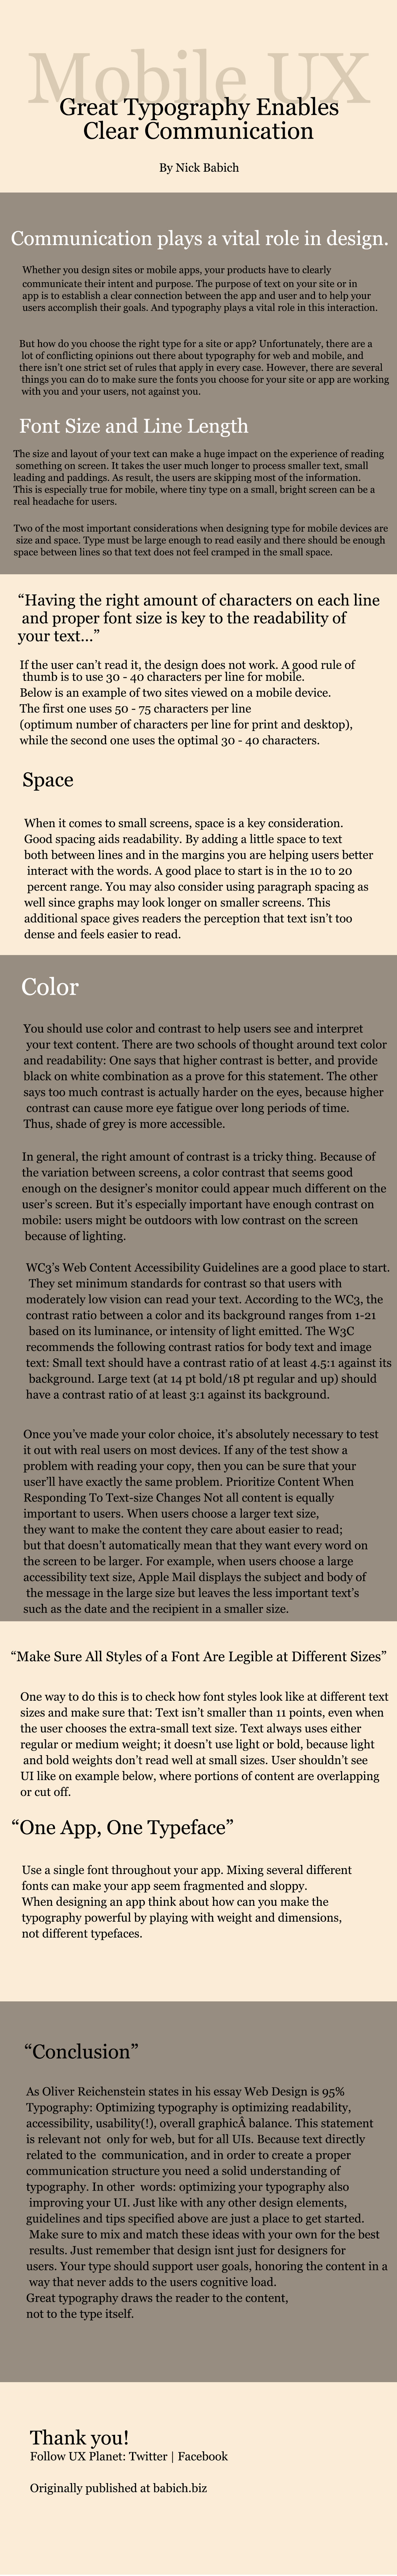 Mobile UX
Great Typography Enables
Clear Communication
By Nick Babich
Communication plays a vital role in design.
Whether you design sites or mobile apps, your products have to clearly
communicate their intent and purpose. The purpose of text on your site or in
app is to establish a clear connection between the app and user and to help your
users accomplish their goals. And typography plays a vital role in this interaction.
But how do you choose the right type for a site or app? Unfortunately, there are a
lot of conflicting opinions out there about typography for web and mobile, and
there isn't one strict set of rules that apply in every case. However, there are several
things you can do to make sure the fonts you choose for your site or app are working
with you and your users, not against you.
Font Size and Line Length
The size and layout of your text can make a huge impact on the experience of reading
something on screen. It takes the user much longer to process smaller text, small
leading and paddings. As result, the users are skipping most of the information.
This is especially true for mobile, where tiny type on a small, bright screen can be a
real headache for users.
Two of the most important considerations when designing type for mobile devices are
size and space. Type must be large enough to read easily and there should be enough
space between lines so that text does not feel cramped in the small space.
“Having the right amount of characters on each line
and proper font size is key to the readability of
your text…”
If the user can't read it, the design does not work. A good rule of
thumb is to use 30 - 40 characters per line for mobile.
Below is an example of two sites viewed on a mobile device.
The first one uses 50 - 75 characters per line
(optimum number of characters per line for print and desktop),
while the second one uses the optimal 30 - 40 characters.
Space
When it comes to small screens, space is a key consideration.
Good spacing aids readability. By adding a little space to text
both between lines and in the margins you are helping users better
interact with the words. A good place to start is in the 10 to 20
percent range. You may also consider using paragraph spacing as
well since graphs may look longer on smaller screens. This
additional space gives readers the perception that text isn't too
dense and feels easier to read.
Color
You should use color and contrast to help users see and interpret
your text content. There are two schools of thought around text color
and readability: One says that higher contrast is better, and provide
black on white combination as a prove for this statement. The other
says too much contrast is actually harder on the eyes, because higher
contrast can cause more eye fatigue over long periods of time.
Thus, shade of grey is more accessible.
In general, the right amount of contrast is a tricky thing. Because of
the variation between screens, a color contrast that seems good
enough on the designer's monitor could appear much different on the
user's screen. But it's especially important have enough contrast on
mobile: users might be outdoors with low contrast on the screen
because of lighting.
WC3's Web Content Accessibility Guidelines are a good place to start.
They set minimum standards for contrast so that users with
moderately low vision can read your text. According to the WC3, the
contrast ratio between a color and its background ranges from 1-21
based on its luminance, or intensity of light emitted. The W3C
recommends the following contrast ratios for body text and image
text: Small text should have a contrast ratio of at least 4.5:1 against its
background. Large text (at 14 pt bold/18 pt regular and up) should
have a contrast ratio of at least 3:1 against its background.
Once you've made your color choice, it's absolutely necessary to test
it out with real users on most devices. If any of the test show a
problem with reading your copy, then you can be sure that your
user'll have exactly the same problem. Prioritize Content When
Responding To Text-size Changes Not all content is equally
important to users. When users choose a larger text size,
they want to make the content they care about easier to read;
but that doesn't automatically mean that they want every word on
the screen to be larger. For example, when users choose a large
accessibility text size, Apple Mail displays the subject and body of
the message in the large size but leaves the less important text's
such as the date and the recipient in a smaller size.
“Make Sure All Styles of a Font Are Legible at Different Sizes”
One way to do this is to check how font styles look like at different text
sizes and make sure that: Text isn't smaller than 11 points, even when
the user chooses the extra-small text size. Text always uses either
regular or medium weight; it doesn't use light or bold, because light
and bold weights don't read well at small sizes. User shouldn't see
UI like on example below, where portions of content are overlapping
or cut off.
“One App, One Typeface”
Use a single font throughout your app. Mixing several different
fonts can make your app seem fragmented and sloppy.
When designing an app think about how can you make the
typography powerful by playing with weight and dimensions,
not different typefaces.
“Conclusion”
As Oliver Reichenstein states in his essay Web Design is 95%
Typography: Optimizing typography is optimizing readability,
accessibility, usability(!), overall graphicÂ balance. This statement
is relevant not only for web, but for all UIs. Because text directly
related to the communication, and in order to create a proper
communication structure you need a solid understanding of
typography. In other words: optimizing your typography also
improving your UI. Just like with any other design elements,
guidelines and tips specified above are just a place to get started.
Make sure to mix and match these ideas with your own for the best
results. Just remember that design isnt just for designers for
users. Your type should support user goals, honoring the content in a
way that never adds to the users cognitive load.
Great typography draws the reader to the content,
not to the type itself.
Thank you!
Follow UX Planet: Twitter | Facebook
Originally published at babich.biz